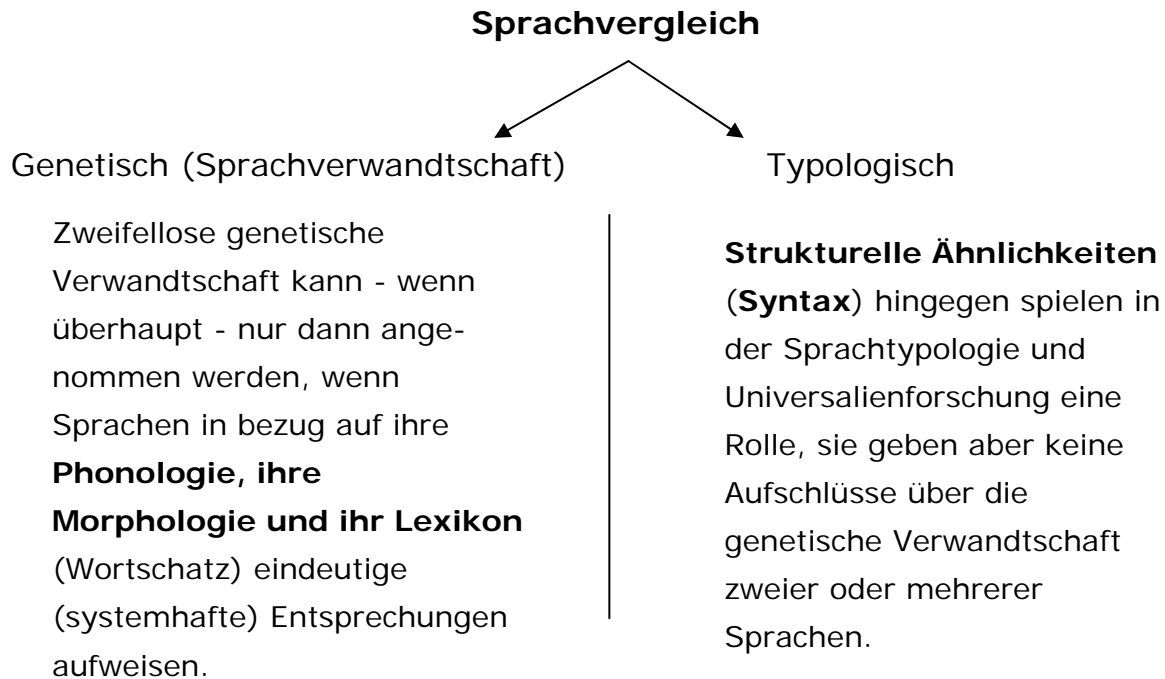 Sprachvergleich
Genetisch (Sprachverwandtschaft)
Typologisch
Zweifellose genetische
Verwandtschaft kann - wenn
überhaupt - nur dann ange-
nommen werden, wenn
Sprachen in bezug auf ihre
Phonologie, ihre
Morphologie und ihr Lexikon
(Wortschatz) eindeutige
(systemhafte) Entsprechungen
aufweisen.
Strukturelle Ähnlichkeiten
(Syntax) hingegen spielen in
der Sprachtypologie und
Universalienforschung eine
Rolle, sie geben aber keine
Aufschlüsse über die
genetische Verwandtschaft
zweier oder mehrerer
Sprachen.